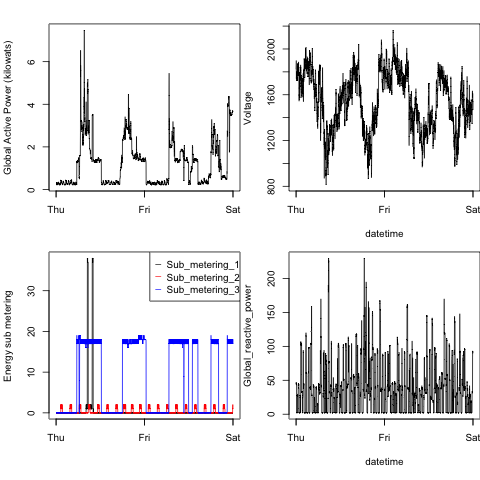 Global Active Power (kilowats)
0 2 4 6
Thu Fri Sat
Voltage
800 1200 1600 2200
Thu Fri Sat
datetime
Energy sub metering
0 10 20 30
Thu Fri Sat
Sub_metering_1
Sub_metering_2
Sub_metering_3
Global_reactive_power
0 50 100 200
Thu Fri Sat
datetime